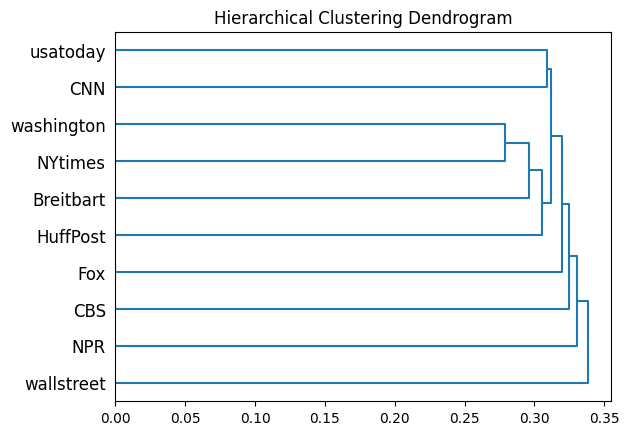 Hierarchical Clustering Dendrogram
usatoday
CNN
washington
NYtimes
Breitbart
HuffPost
Fox
CBS
NPR
wallstreet
0.00 0.05 0.10 0.15 0.20 0.25 0.30 0.35